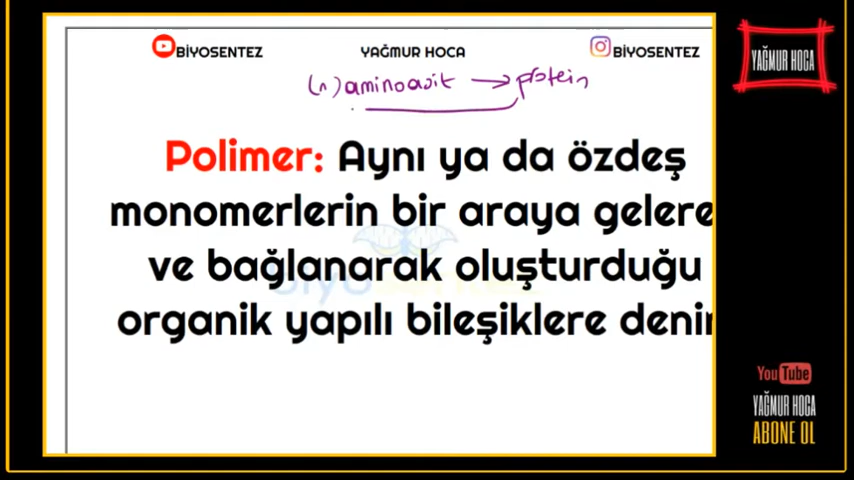 BİYOSENTEZ
YAĞMUR HOCA
BİYOSENTEZ
YAĞMUR HOCA
(n) aminoasit → protein
Polimer: Aynı ya da özdeş
monomerlerin bir araya gelere
ve bağlanarak oluşturduğu
organik yapılı bileşiklere deni
YouTube
YAĞMUR HOCA
ABONE OL